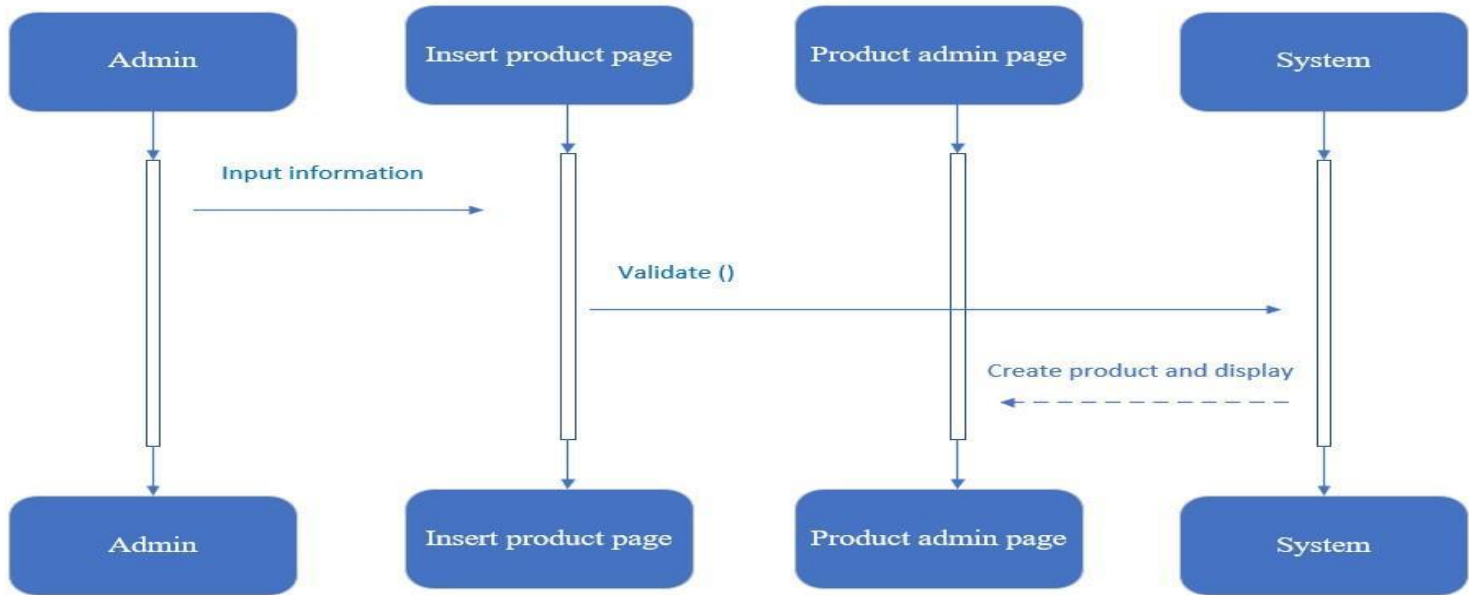 Admin
Insert product page
Product admin page
System
Input information
Validate ()
Create product and display
Admin
Insert product page
Product admin page
System